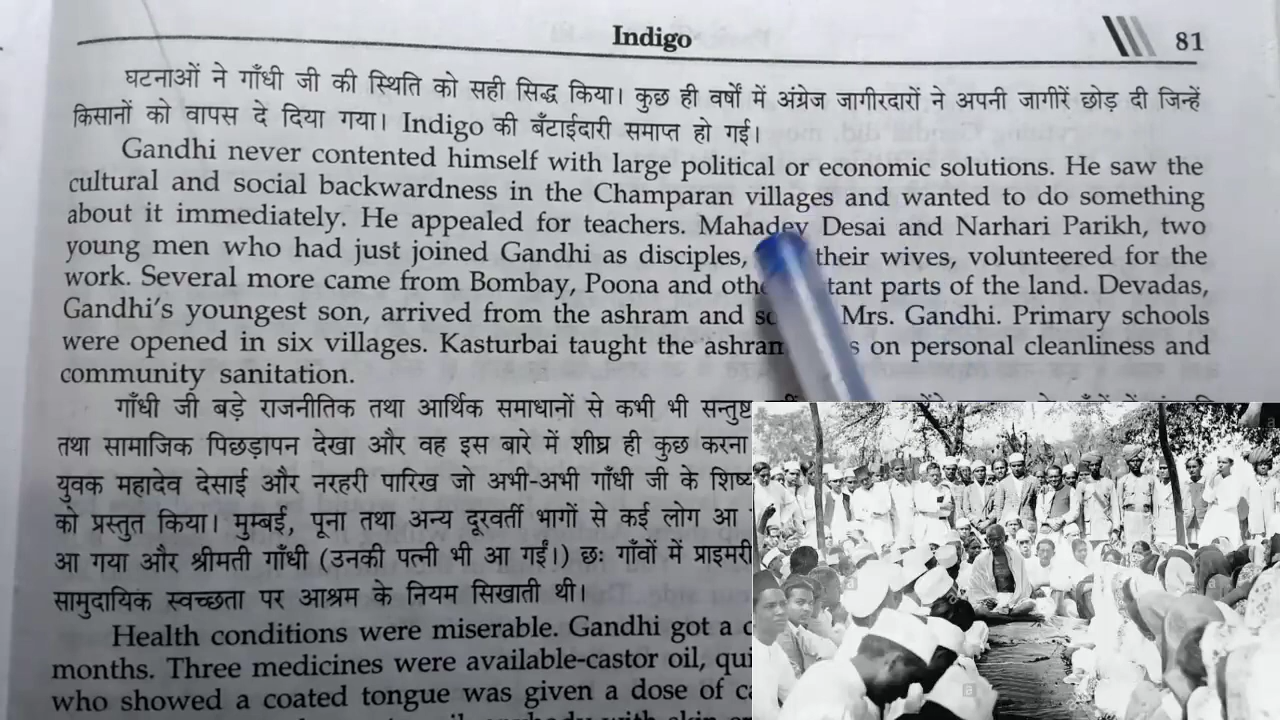 Indigo 81
घटनाओं ने गाँधी जी की स्थिति को सही सिद्ध किया। कुछ ही वर्षों में अंग्रेज जागीरदारों ने अपनी जागीरें छोड़ दी जिन्हें
किसानों को वापस दे दिया गया। Indigo की बँटाईदारी समाप्त हो गई।
Gandhi never contented himself with large political or economic solutions. He saw the
cultural and social backwardness in the Champaran villages and wanted to do something
about it immediately. He appealed for teachers. Mahadev Desai and Narhari Parikh, two
young men who had just joined Gandhi as disciples, their wives, volunteered for the
work. Several more came from Bombay, Poona and parts of the land. Devadas,
Gandhi's youngest son, arrived from the ashram and Mrs. Gandhi. Primary schools
were opened in six villages. Kasturbai taught the ashram on personal cleanliness and
community sanitation.
गाँधी जी बड़े राजनीतिक तथा आर्थिक समाधानों से कभी भी
तथा सामाजिक पिछड़ापन देखा और वह इस बारे में शीघ्र ही कुछ करना
युवक महादेव देसाई और नरहरी पारिख जो अभी-अभी गाँधी जी के
को प्रस्तुत किया। मुम्बई, पूना तथा अन्य दूरवर्ती भागों से कई लोग आ
आ गया और श्रीमती गाँधी (उनकी पत्नी भी आ गईं।) छः गाँवों में
सामुदायिक स्वच्छता पर आश्रम के नियम सिखाती थी।
Health conditions were miserable. Gandhi got a
months. Three medicines were available-castor oil,
who showed a coated tongue was given a dose of